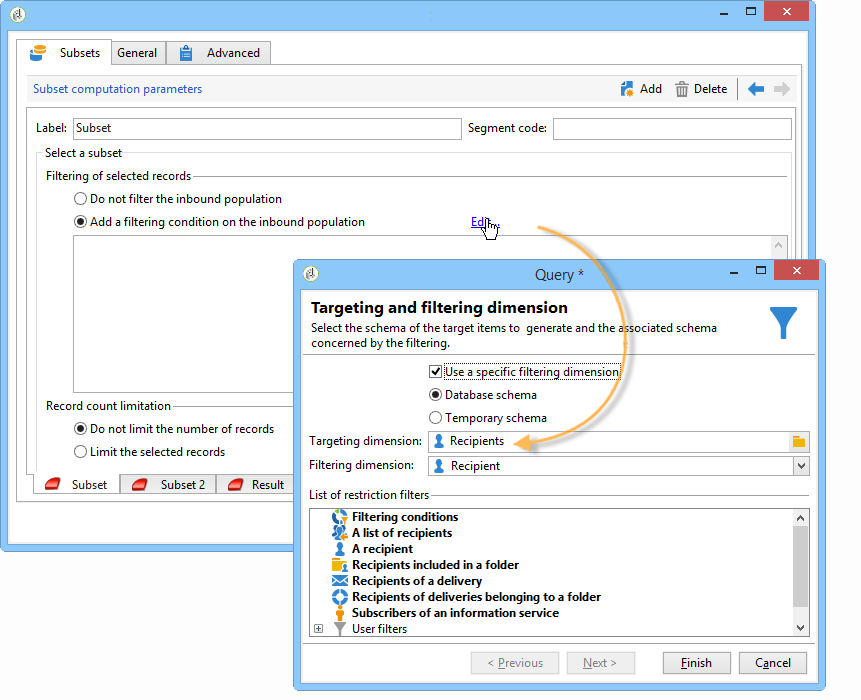 Subsets General Advanced
Subset computation parameters Add Delete
Label: Subset Segment code:
Select a subset
Filtering of selected records
Do not filter the inbound population
Add a filtering condition on the inbound population
Query *
Targeting and filtering dimension
Select the schema of the target items to generate and the associated schema
concerned by the filtering.
Use a specific filtering dimension
Database schema
Temporary schema
Targeting dimension: Recipients
Filtering dimension: Recipient
List of restriction filters
Filtering conditions
A list of recipients
A recipient
Recipients included in a folder
Recipients of a delivery
Recipients of deliveries belonging to a folder
Subscribers of an information service
User filters
< Previous Next > Finish Cancel
Record count limitation
Do not limit the number of records
Limit the selected records
Subset Subset 2 Result